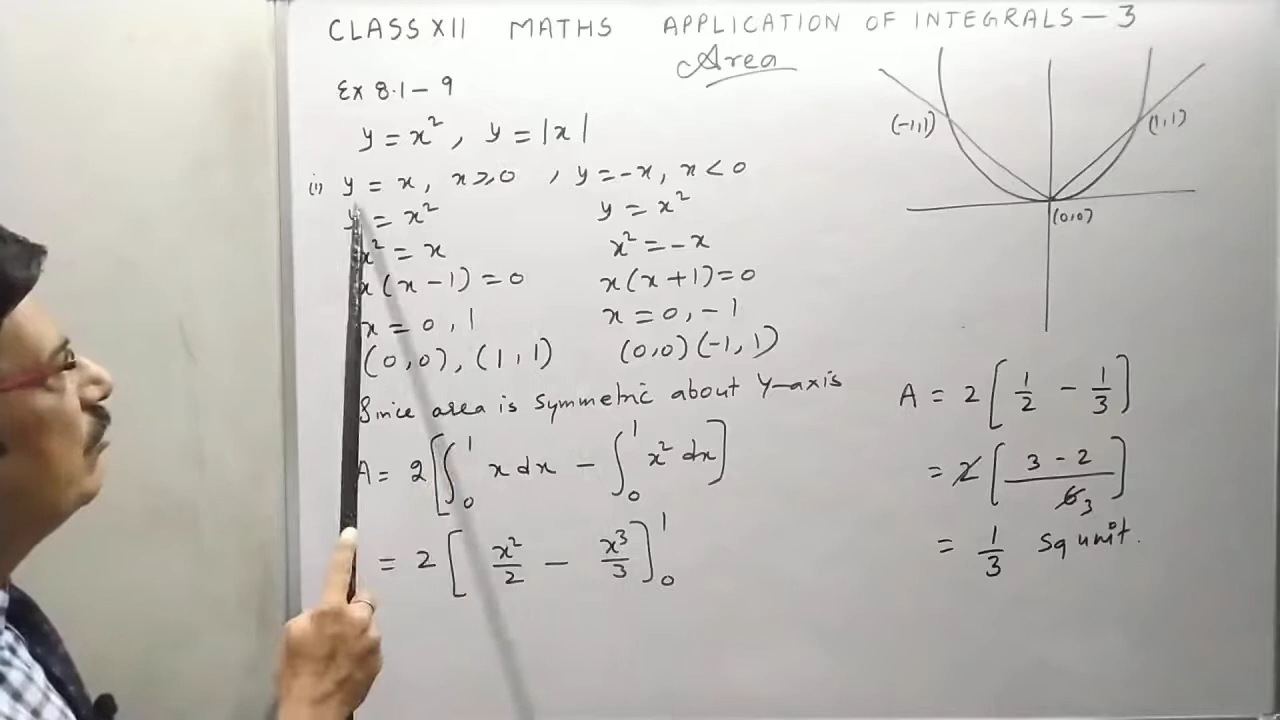 CLASS XII MATHS APPLICATION OF INTEGRALS – 3
Area
Ex 8.1 – 9
y = x², y = |x|
(i) y = x, x ⩾ 0 , y = -x, x < 0
y = x² y = x²
x² = x x² = -x
x(x-1) = 0 x(x+1) = 0
x = 0, 1 x = 0, -1
(0,0), (1,1) (0,0) (-1,1)
Since area is symmetric about Y-axis
A = 2[∫₀¹ x dx - ∫₀¹ x² dx]
= 2[x²/2 - x³/3]₀¹
(-1,1)
(1,1)
(0,0)
A = 2[1/2 - 1/3]
= 2[(3-2)/6 3]
= 1/3 sq unit.